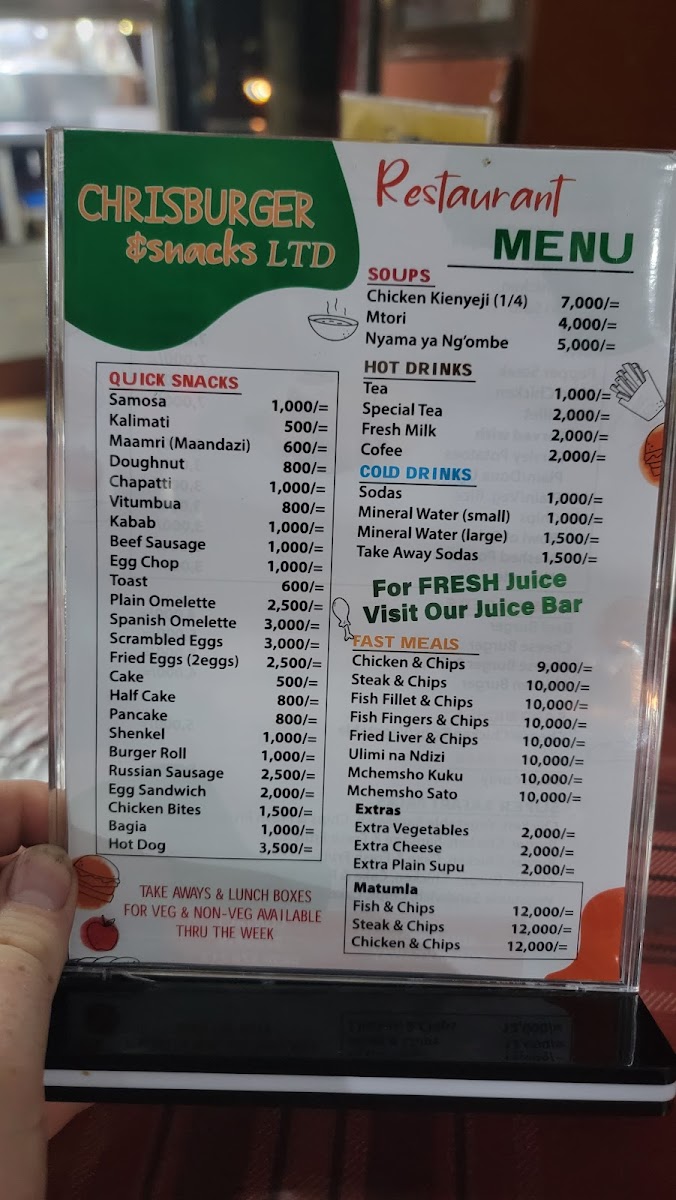 CHRISBURGER
&snacks LTD
Restaurant
MENU
QUICK SNACKS
Samosa 1,000/=
Kalimati 500/=
Maamri (Maandazi) 600/=
Doughnut 800/=
Chapatti 1,000/=
Vitumbua 800/=
Kabab 1,000/=
Beef Sausage 1,000/=
Egg Chop 1,000/=
Toast 600/=
Plain Omelette 2,500/=
Spanish Omelette 3,000/=
Scrambled Eggs 3,000/=
Fried Eggs (2eggs) 2,500/=
Cake 500/=
Half Cake 800/=
Pancake 800/=
Shenkel 1,000/=
Burger Roll 1,000/=
Russian Sausage 2,500/=
Egg Sandwich 2,000/=
Chicken Bites 1,500/=
Bagia 1,000/=
Hot Dog 3,500/=
TAKE AWAYS & LUNCH BOXES
FOR VEG & NON-VEG AVAILABLE
THRU THE WEEK
SOUPS
Chicken Kienyeji (1/4) 7,000/=
Mtori 4,000/=
Nyama ya Ng'ombe 5,000/=
HOT DRINKS
Tea 1,000/=
Special Tea 2,000/=
Fresh Milk 2,000/=
Cofee 2,000/=
COLD DRINKS
Sodas 1,000/=
Mineral Water (small) 1,000/=
Mineral Water (large) 1,500/=
Take Away Sodas 1,500/=
For FRESH Juice
Visit Our Juice Bar
FAST MEALS
Chicken & Chips 9,000/=
Steak & Chips 10,000/=
Fish Fillet & Chips 10,000/=
Fish Fingers & Chips 10,000/=
Fried Liver & Chips 10,000/=
Ulimi na Ndizi 10,000/=
Mchemsho Kuku 10,000/=
Mchemsho Sato 10,000/=
Extras
Extra Vegetables 2,000/=
Extra Cheese 2,000/=
Extra Plain Supu 2,000/=
Matumla
Fish & Chips 12,000/=
Steak & Chips 12,000/=
Chicken & Chips 12,000/=